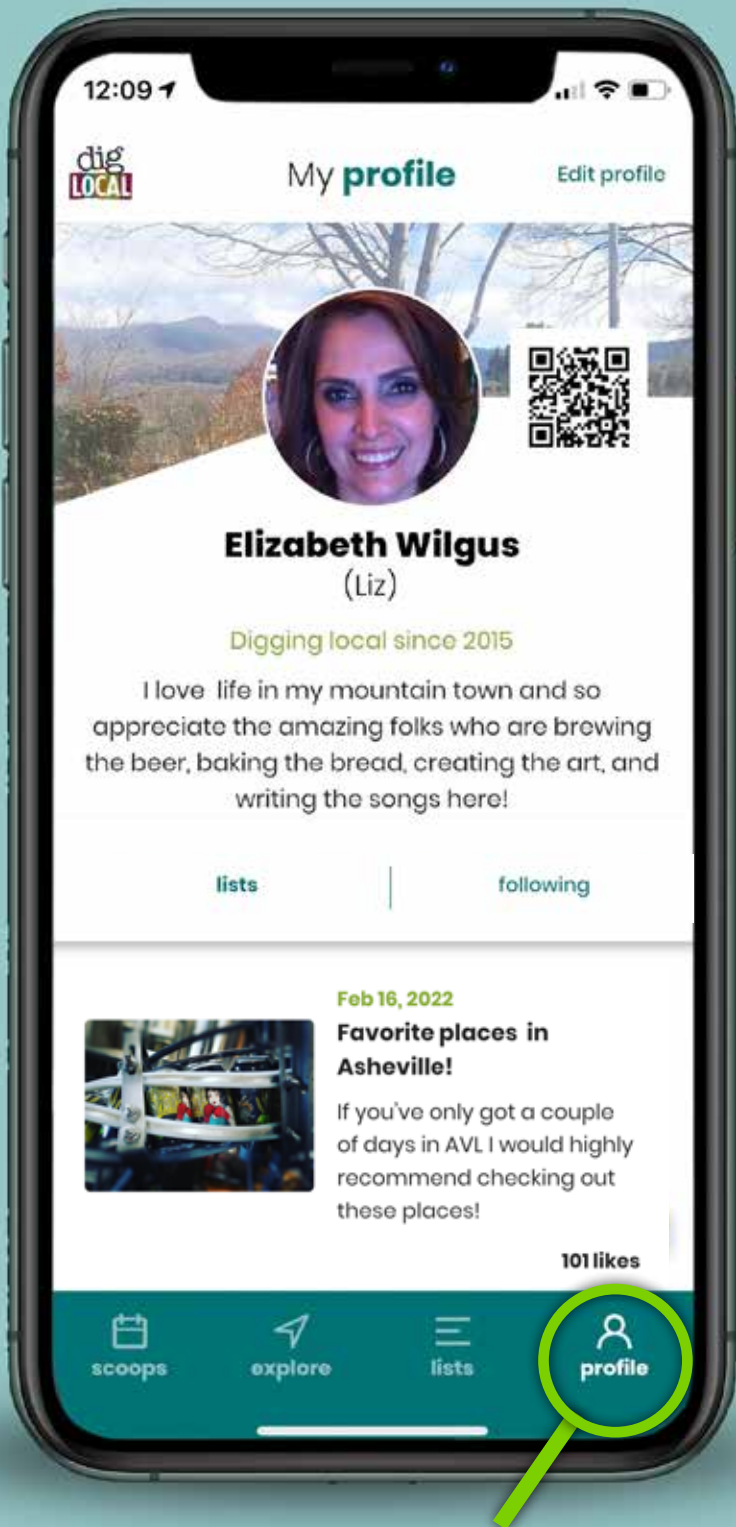 12:09
dig
LOCAL
My profile
Edit profile
Elizabeth Wilgus
(Liz)
Digging local since 2015
I love life in my mountain town and so
appreciate the amazing folks who are brewing
the beer, baking the bread, creating the art, and
writing the songs here!
lists
following
Feb 16, 2022
Favorite places in
Asheville!
If you've only got a couple
of days in AVL I would highly
recommend checking out
these places!
101 likes
scoops
explore
lists
profile